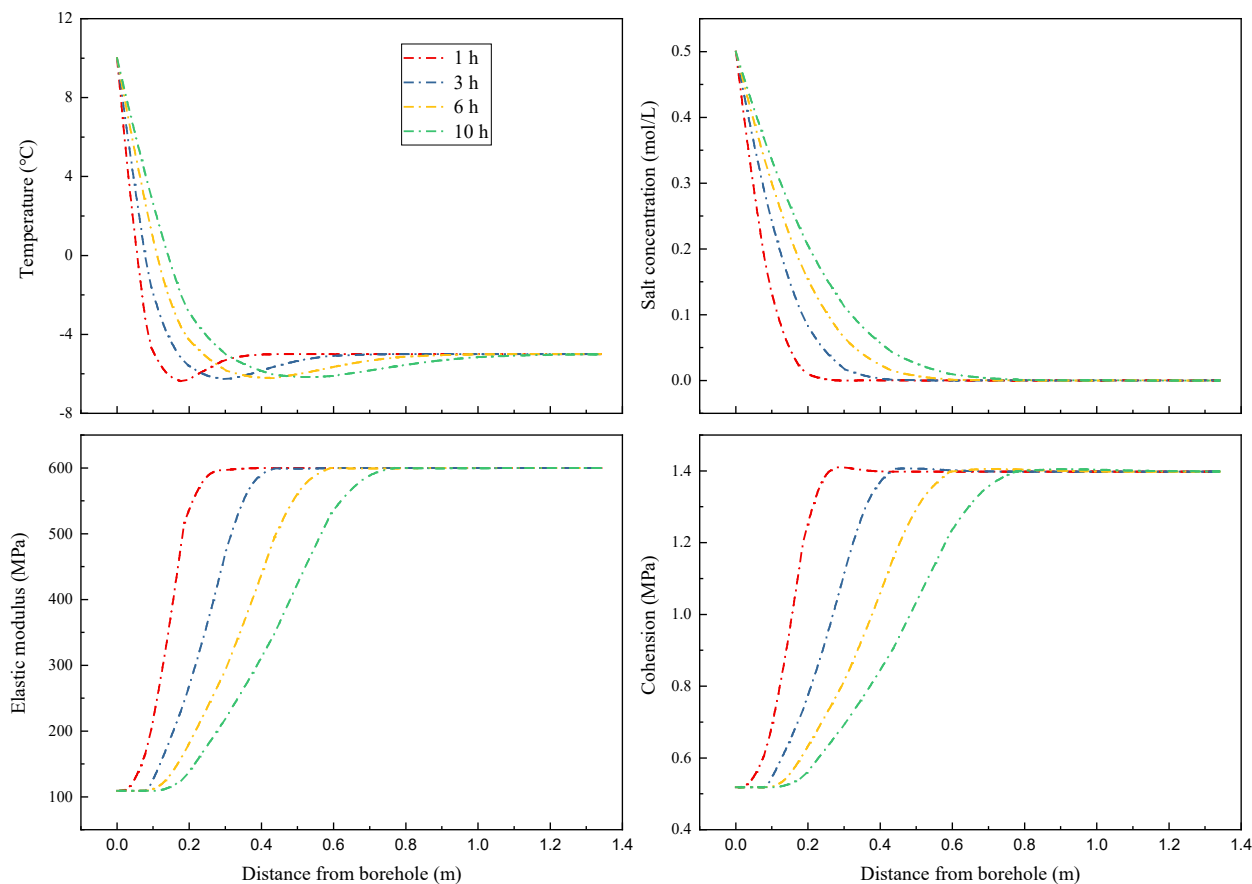 12
8
4
0
-4
-8
Temperature (°C)
1 h
3 h
6 h
10 h
0.5
0.4
0.3
0.2
0.1
0.0
Salt concentration (mol/L)
600
500
400
300
200
100
Elastic modulus (MPa)
0.0 0.2 0.4 0.6 0.8 1.0 1.2 1.4
Distance from borehole (m)
1.4
1.2
1.0
0.8
0.6
0.4
Cohension (MPa)
0.0 0.2 0.4 0.6 0.8 1.0 1.2 1.4
Distance from borehole (m)